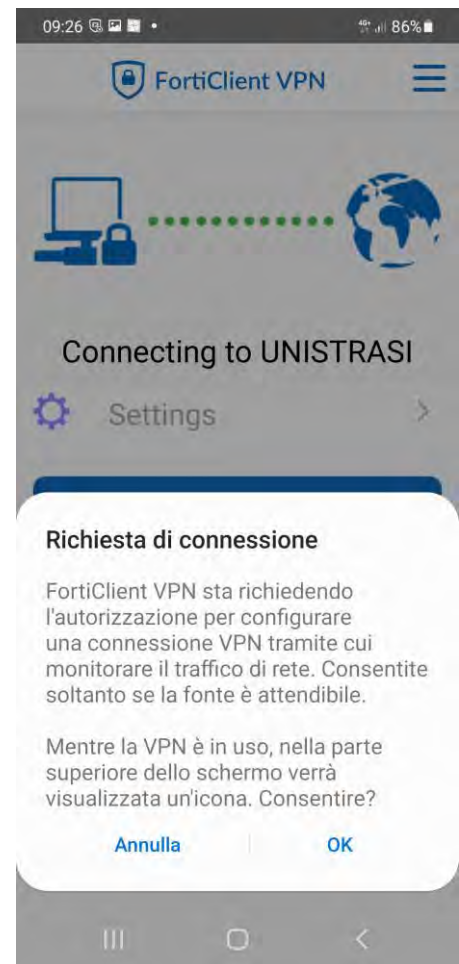 09:26 86%
FortiClient VPN
Connecting to UNISTRASI
Settings
Richiesta di connessione
FortiClient VPN sta richiedendo
l'autorizzazione per configurare
una connessione VPN tramite cui
monitorare il traffico di rete. Consentite
soltanto se la fonte è attendibile.
Mentre la VPN è in uso, nella parte
superiore dello schermo verrà
visualizzata un'icona. Consentire?
Annulla OK